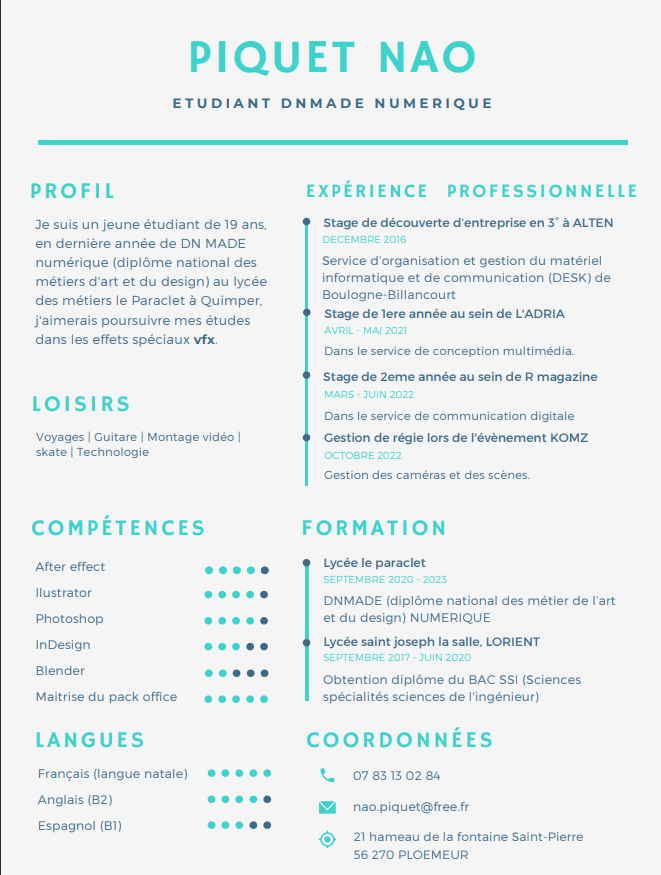 PIQUET NAO
ETUDIANT DNMADE NUMERIQUE
PROFIL
Je suis un jeune étudiant de 19 ans,
en dernière année de DN MADE
numérique (diplôme national des
métiers d'art et du design) au lycée
des métiers le Paraclet à Quimper,
j'aimerais poursuivre mes études
dans les effets spéciaux vfx.
LOISIRS
Voyages | Guitare | Montage vidéo |
skate | Technologie
EXPÉRIENCE PROFESSIONNELLE
Stage de découverte d'entreprise en 3° à ALTEN
DECEMBRE 2016
Service d'organisation et gestion du matériel
informatique et de communication (DESK) de
Boulogne-Billancourt
Stage de 1ere année au sein de L'ADRIA
AVRIL - MAI 2021
Dans le service de conception multimédia.
Stage de 2eme année au sein de R magazine
MARS - JUIN 2022
Dans le service de communication digitale
Gestion de régie lors de l'évènement KOMZ
OCTOBRE 2022
Gestion des caméras et des scènes.
COMPÉTENCES
After effect
Ilustrator
Photoshop
InDesign
Blender
Maitrise du pack office
FORMATION
Lycée le paraclet
SEPTEMBRE 2020 - 2023
DNMADE (diplôme national des métier de l'art
et du design) NUMERIQUE
Lycée saint joseph la salle, LORIENT
SEPTEMBRE 2017 - JUIN 2020
Obtention diplôme du BAC SSI (Sciences
spécialités sciences de l'ingénieur)
LANGUES
Français (langue natale)
Anglais (B2)
Espagnol (B1)
COORDONNÉES
07 83 13 02 84
nao.piquet@free.fr
21 hameau de la fontaine Saint-Pierre
56 270 PLOEMEUR